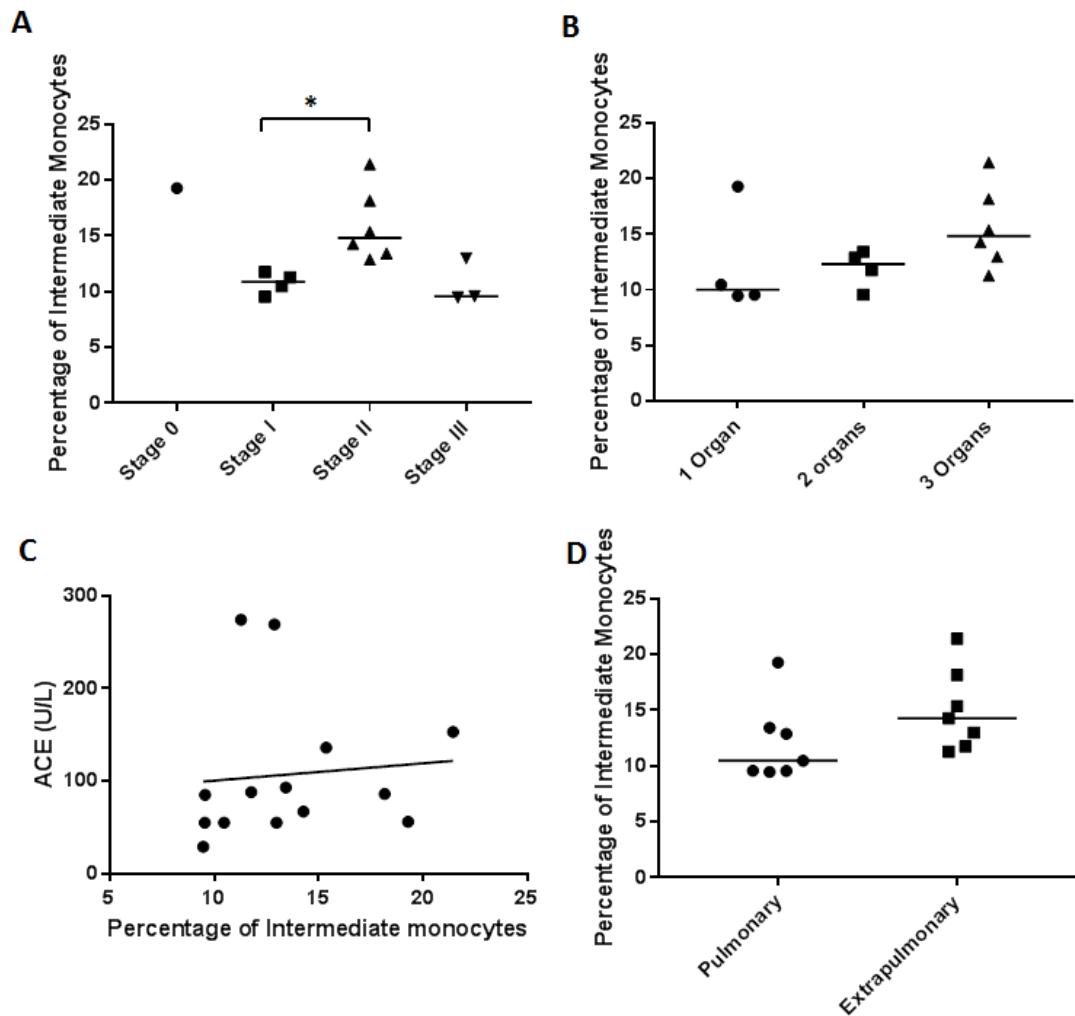 A
Percentage of Intermediate Monocytes
25
20
15
10
5
0
*
Stage 0
Stage I
Stage II
Stage III
B
Percentage of Intermediate Monocytes
25
20
15
10
5
0
1 Organ
2 organs
3 Organs
C
ACE (U/L)
300
200
100
0
5
10
15
20
25
Percentage of Intermediate monocytes
D
Percentage of Intermediate Monocytes
25
20
15
10
5
0
Pulmonary
Extrapulmonary